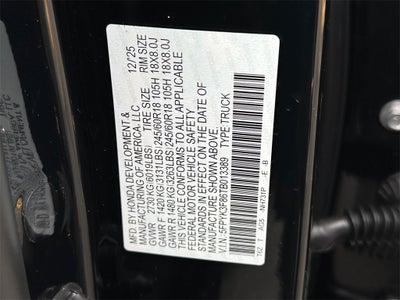 MFD. BY HONDA DEVELOPMENT & 12/25
MANUFACTURING OF AMERICA, LLC.
GVWR 2730KG(6019LBS) TIRE SIZE RIM SIZE
GAWR F 1420KG(3131LBS) 245/60R18 105H 18X8.0J
GAWR R 1480KG(3263LBS) 245/60R18 105H 18X8.0J
THIS VEHICLE CONFORMS TO ALL APPLICABLE
FEDERAL MOTOR VEHICLE SAFETY
STANDARDS IN EFFECT ON THE DATE OF
MANUFACTURE SHOWN ABOVE.
V.I.N. 5FPYK3F66TB013389 TYPE:TRUCK